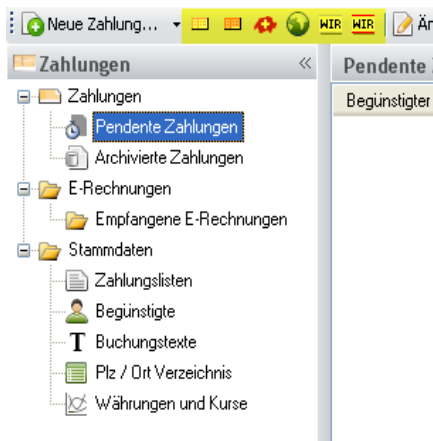 Neue Zahlung... WIR WIR Än
Zahlungen «
Pendente
Begünstigter
Zahlungen
Pendente Zahlungen
Archivierte Zahlungen
E-Rechnungen
Empfangene E-Rechnungen
Stammdaten
Zahlungslisten
Begünstigte
T Buchungstexte
Plz / Ort Verzeichnis
Währungen und Kurse